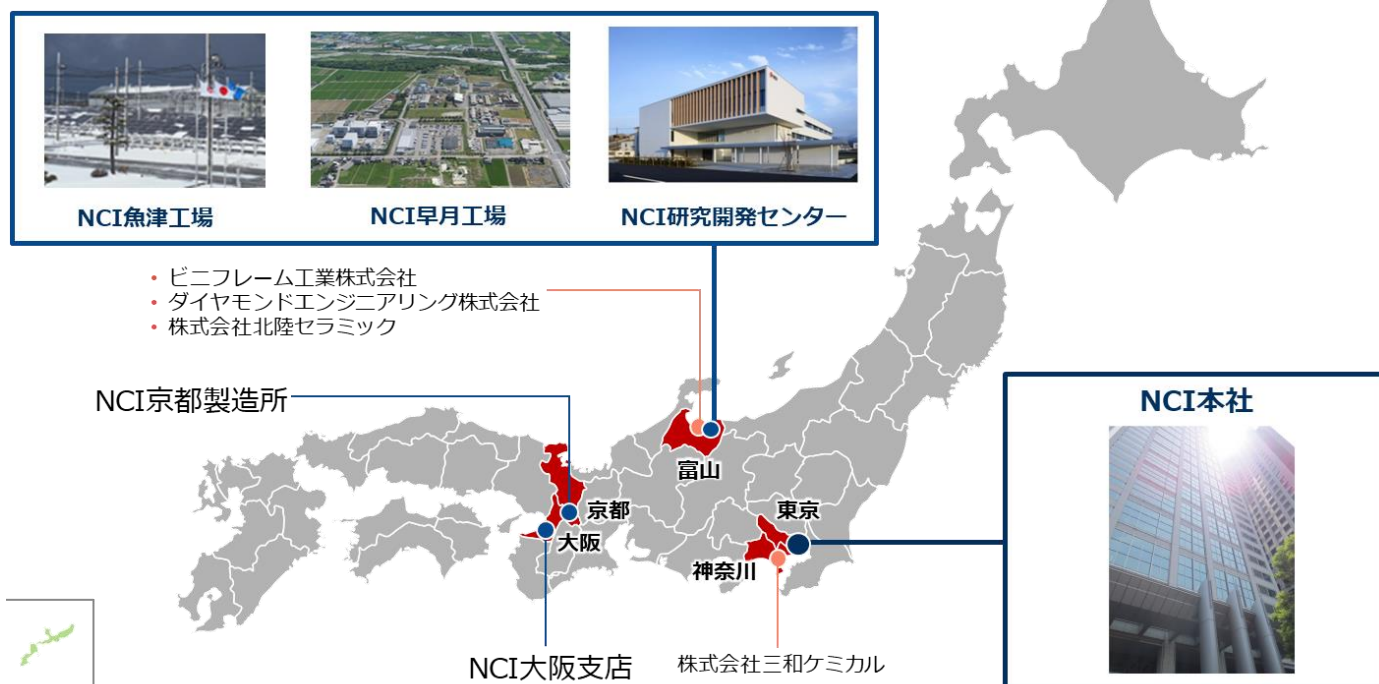 NCI魚津工場
NCI早月工場
NCI研究開発センター
• ビニフレーム工業株式会社
• ダイヤモンドエンジニアリング株式会社
• 株式会社北陸セラミック
NCI京都製造所
NCI本社
富山
京都
東京
大阪
神奈川
NCI大阪支店
株式会社三和ケミカル